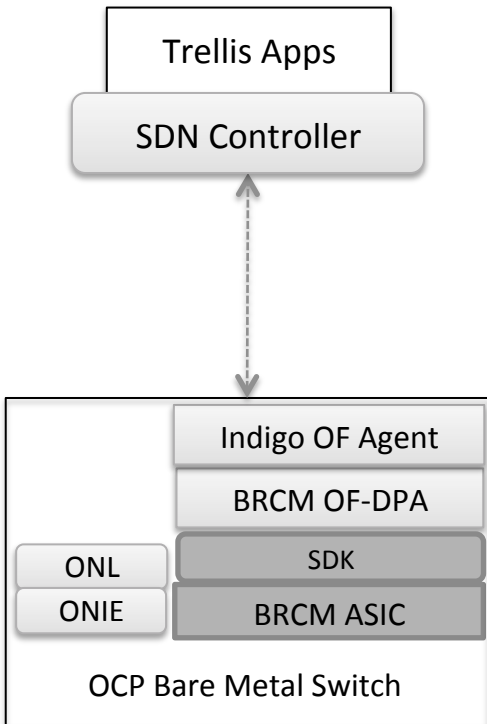 Trellis Apps
SDN Controller
Indigo OF Agent
BRCM OF-DPA
SDK
BRCM ASIC
ONL
ONIE
OCP Bare Metal Switch